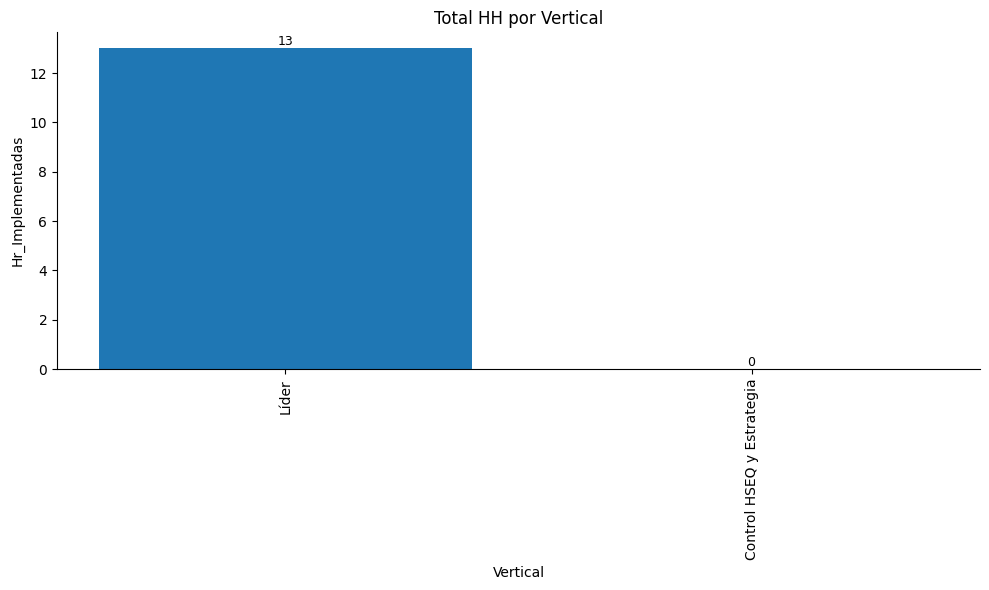 Total HH por Vertical
13
12
10
8
6
4
2
0
0
Hr_Implementadas
Líder
Control HSEQ y Estrategia
Vertical